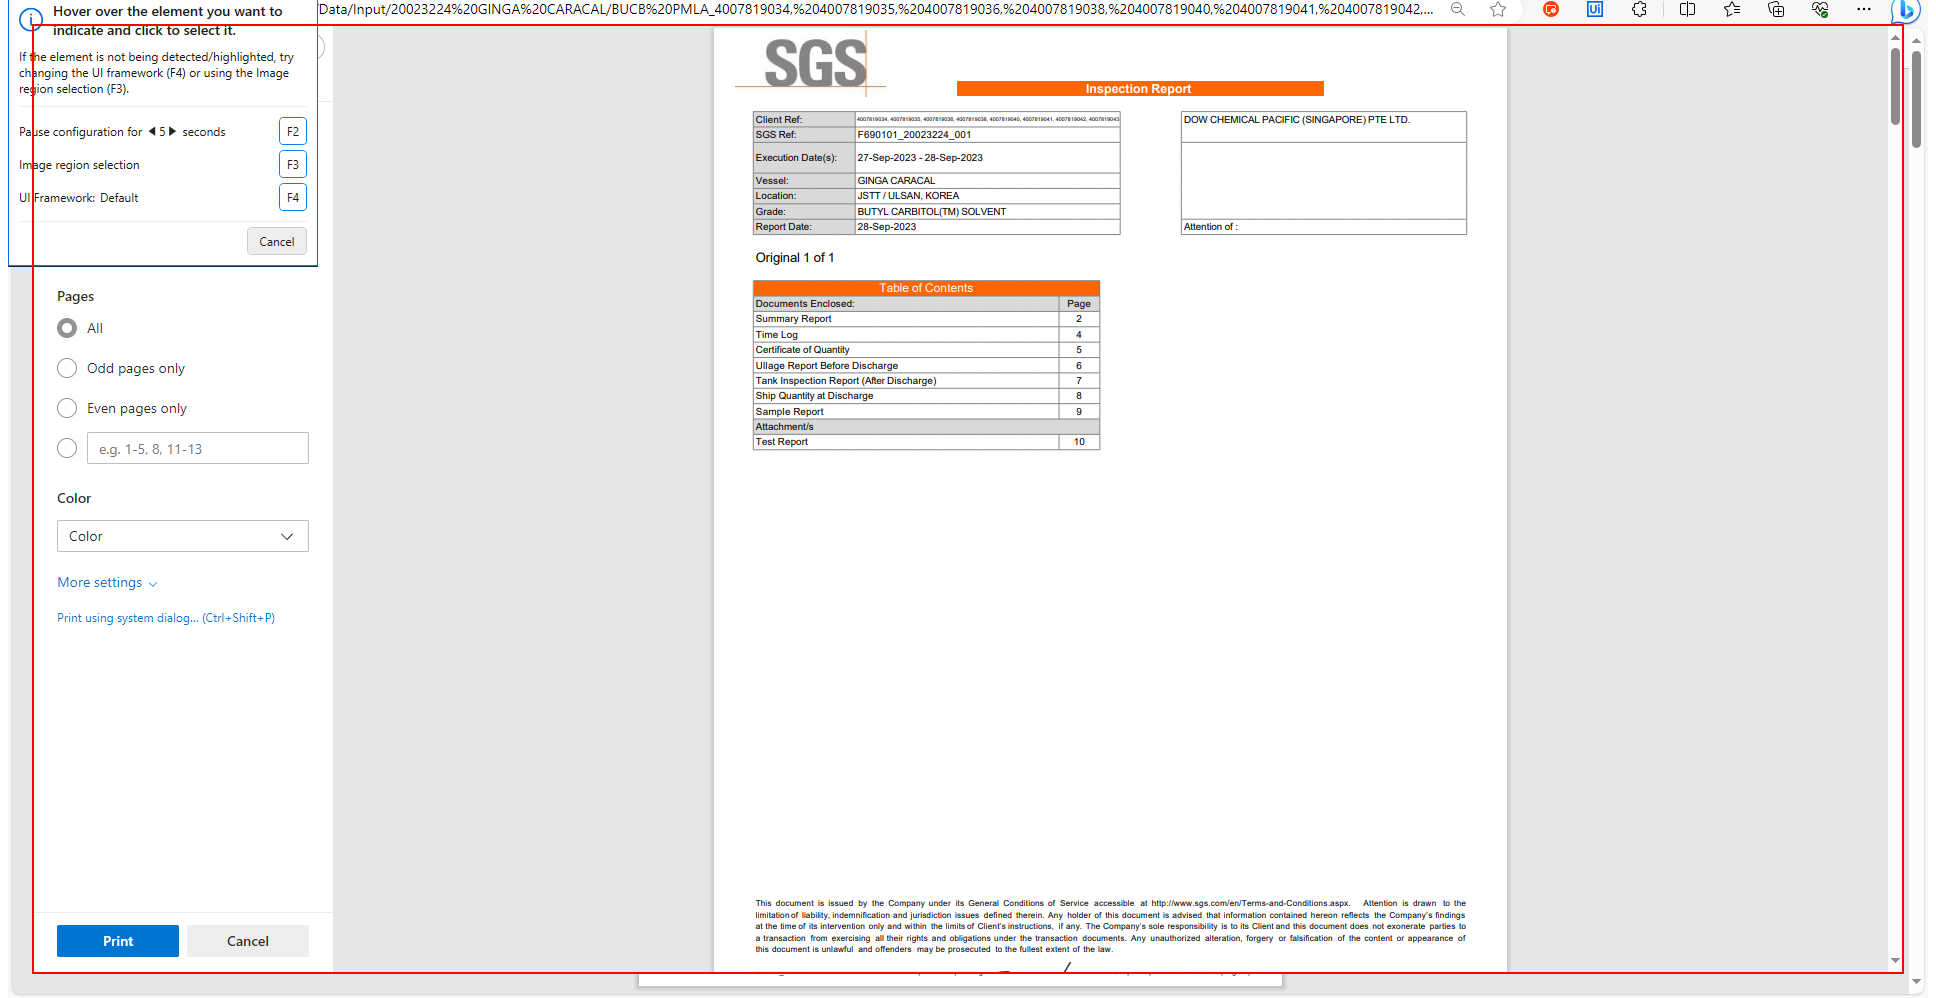 Hover over the element you want to
indicate and click to select it.
If the element is not being detected/highlighted, try
changing the UI framework (F4) or using the Image
region selection (F3).
Pause configuration for 5 seconds F2
Image region selection F3
UI Framework: Default F4
Cancel
/Data/Input/20023224%20GINGA%20CARACAL/BUCB%20PMLA_4007819034,%204007819035,%204007819036,%204007819038,%204007819040,%204007819041,%204007819042,...
Ui
Pages
All
Odd pages only
Even pages only
e.g. 1-5, 8, 11-13
Color
Color
More settings
Print using system dialog... (Ctrl+Shift+P)
Print Cancel
SGS
Inspection Report
Client Ref: 4007819034, 4007819035, 4007819036, 4007819038, 4007819040, 4007819041, 4007819042, 4007819043
SGS Ref: F690101_20023224_001
Execution Date(s): 27-Sep-2023 - 28-Sep-2023
Vessel: GINGA CARACAL
Location: JSTT / ULSAN, KOREA
Grade: BUTYL CARBITOL(TM) SOLVENT
Report Date: 28-Sep-2023
DOW CHEMICAL PACIFIC (SINGAPORE) PTE LTD.
Attention of :
Original 1 of 1
Table of Contents
Documents Enclosed: Page
Summary Report 2
Time Log 4
Certificate of Quantity 5
Ullage Report Before Discharge 6
Tank Inspection Report (After Discharge) 7
Ship Quantity at Discharge 8
Sample Report 9
Attachment/s
Test Report 10
This document is issued by the Company under its General Conditions of Service accessible at http://www.sgs.com/en/Terms-and-Conditions.aspx. Attention is drawn to the
limitation of liability, indemnification and jurisdiction issues defined therein. Any holder of this document is advised that information contained hereon reflects the Company's findings
at the time of its intervention only and within the limits of Client's instructions, if any. The Company's sole responsibility is to its Client and this document does not exonerate parties to
a transaction from exercising all their rights and obligations under the transaction documents. Any unauthorized alteration, forgery or falsification of the content or appearance of
this document is unlawful and offenders may be prosecuted to the fullest extent of the law.